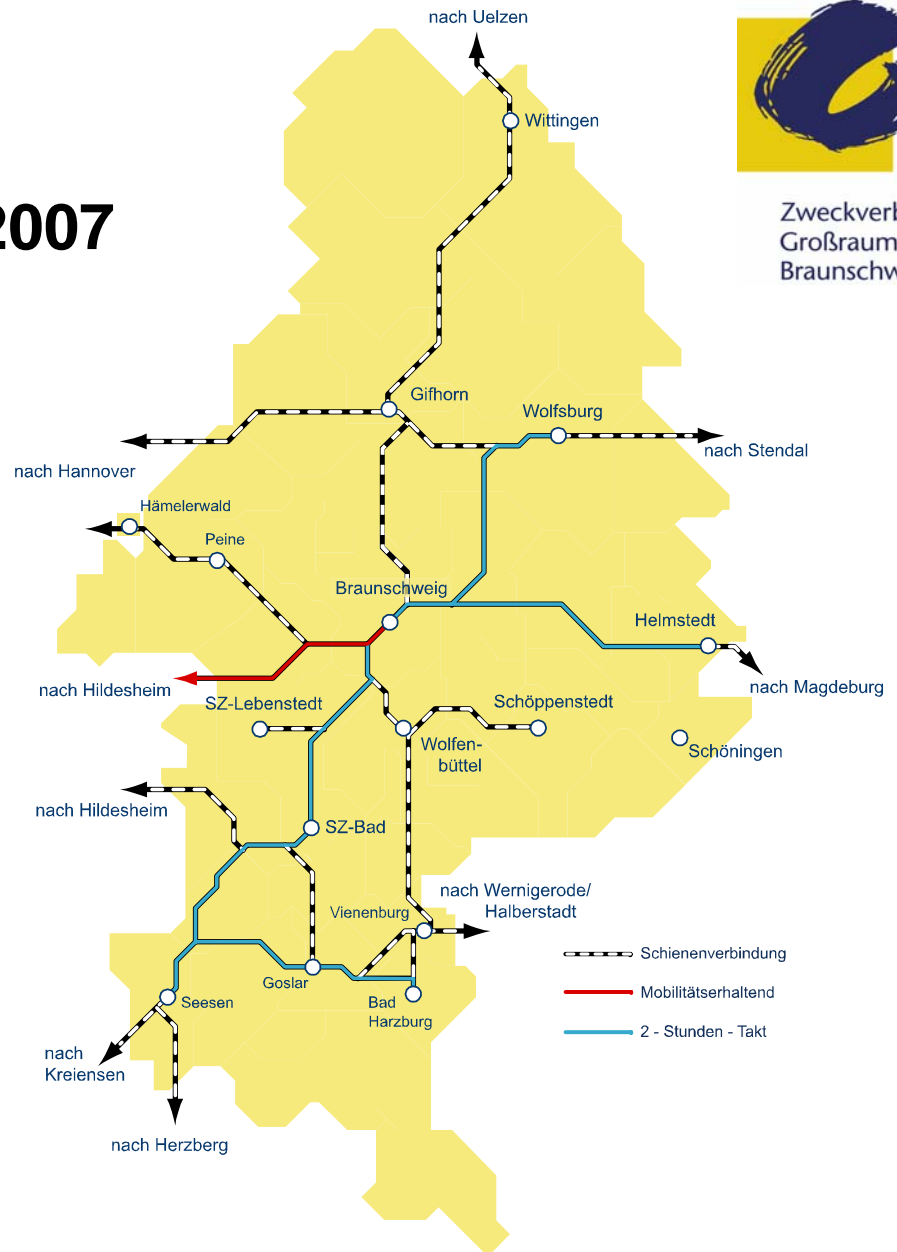 nach Uelzen
Wittingen
2007
Großraum
Gifhorn
Wolfsburg
nach Hannover
nach Stendal
Hämelerwald
Peine
Braunschweig
Helmstedt
nach Hildesheim
nach Magdeburg
SZ-Lebenstedt
Schöppenstedt
Wolfen-
büttel
Schöningen
nach Hildesheim
SZ-Bad
nach Wernigerode/
Halberstadt
Vienenburg
Schienenverbindung
Goslar
Mobilitätserhaltend
Seesen
Bad
Harzburg
2 - Stunden - Takt
nach
Kreiensen
nach Herzberg